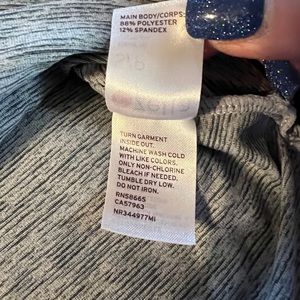 MAIN BODY/CORPS:
88% POLYESTER
12% SPANDEX
TURN GARMENT
INSIDE OUT.
MACHINE WASH COLD
WITH LIKE COLORS.
ONLY NON-CHLORINE
BLEACH IF NEEDED.
TUMBLE DRY LOW.
DO NOT IRON.
RN58665
CA57963
NR344977MI